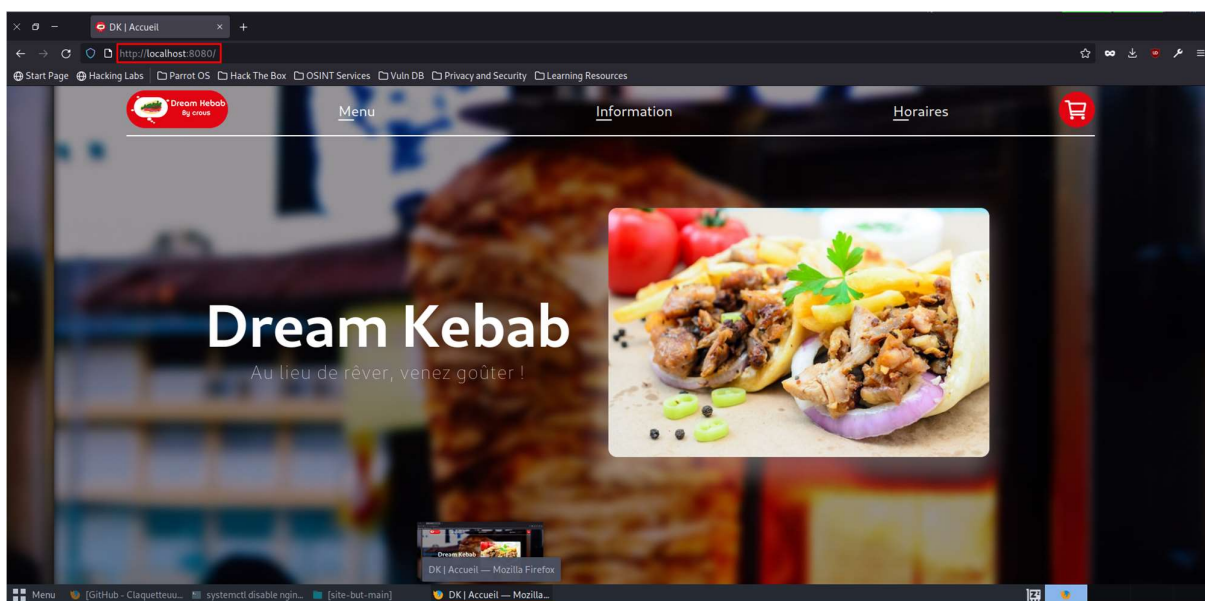 DK | Accueil
http://localhost:8080/
Start Page Hacking Labs Parrot OS Hack The Box OSINT Services Vuln DB Privacy and Security Learning Resources
Dream Hebab
By crous
Menu Information Horaires
Dream Kebab
Au lieu de rêver, venez goûter !
Dream Kebab
DK | Accueil — Mozilla Firefox
Menu [GitHub - Claquetteuu... systemctl disable ngin... [site-but-main] DK | Accueil — Mozilla...